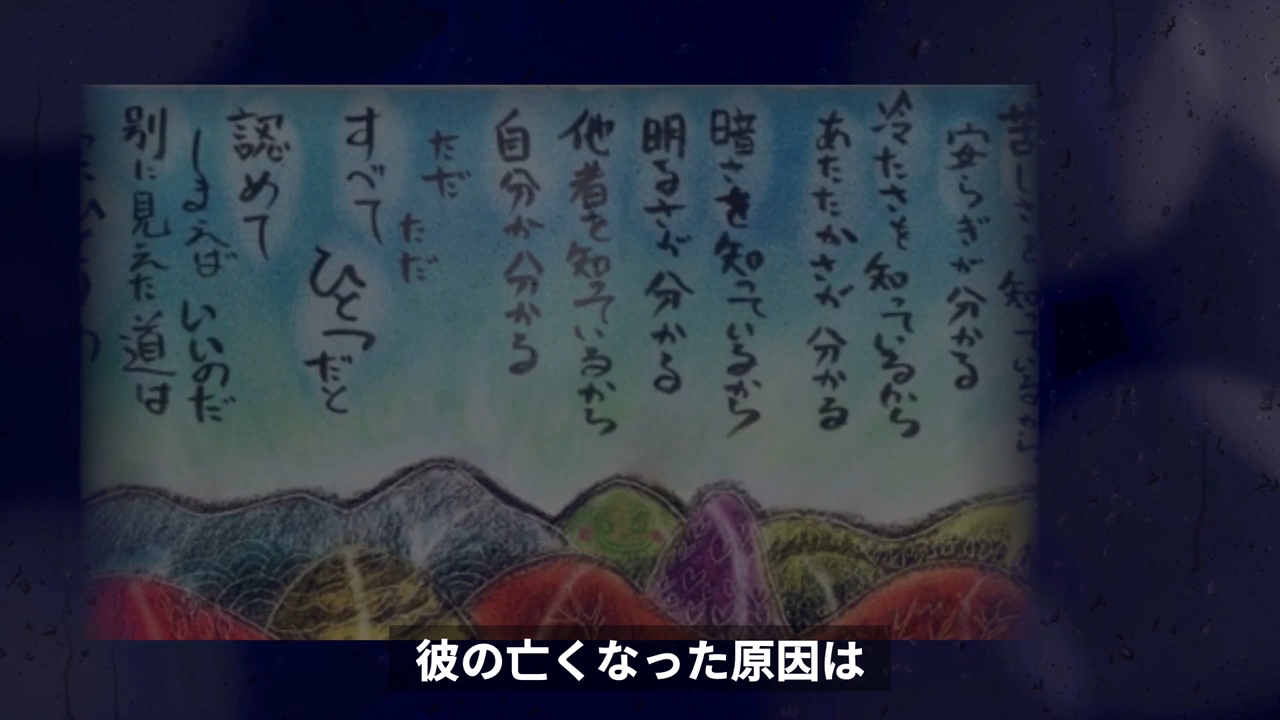 苦しさを知っているから
安らぎが分かる
冷たさを知っているから
あたたかさが分かる
暗さを知っているから
明るさが分かる
他者を知っているから
自分が分かる
ただ
ただ
すべて
ひとつだと
認めて
しまえば いいのだ
別に見えた道は
彼の亡くなった原因は